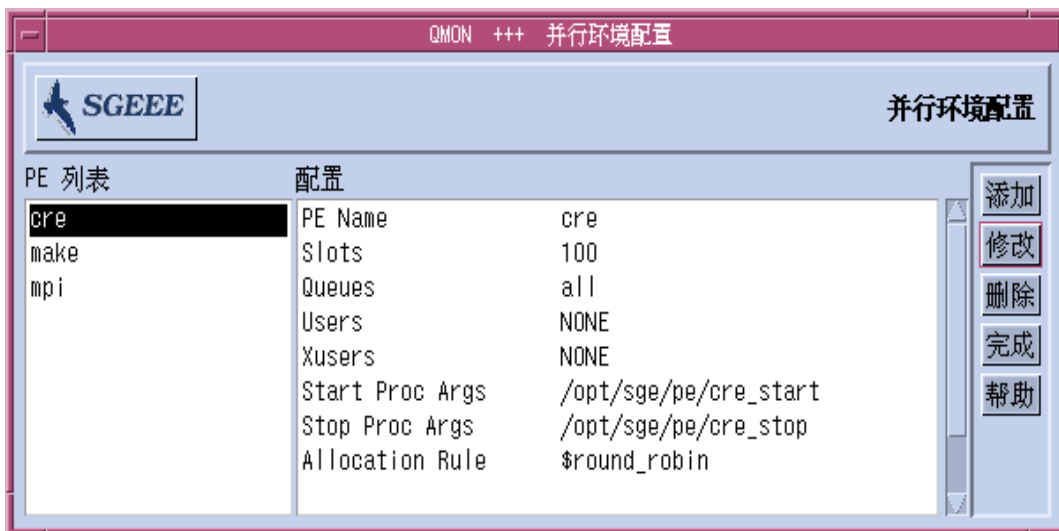 QMON +++ 并行环境配置
SGEEE
并行环境配置
PE 列表
cre
make
mpi
配置
PE Name cre
Slots 100
Queues all
Users NONE
Xusers NONE
Start Proc Args /opt/sge/pe/cre_start
Stop Proc Args /opt/sge/pe/cre_stop
Allocation Rule $round_robin
添加
修改
删除
完成
帮助